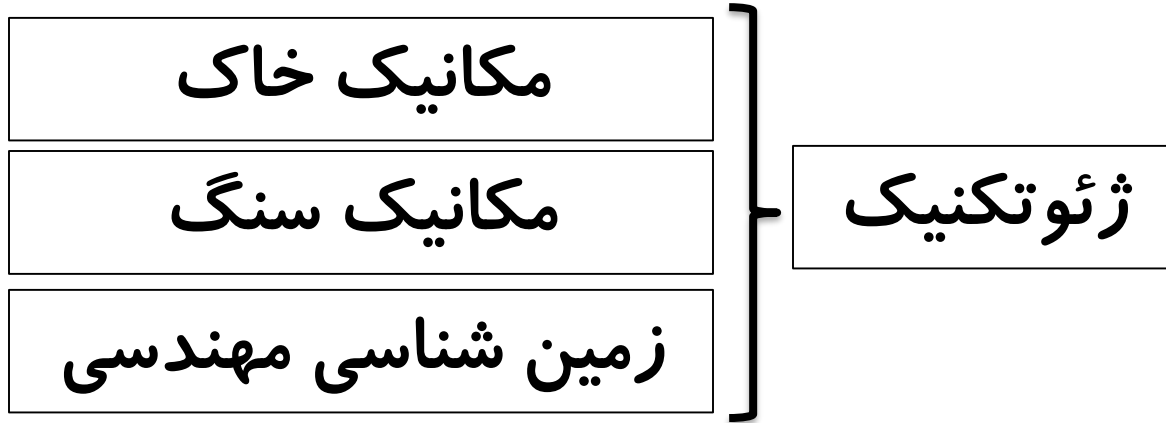 ژئوتکنیک
مکانیک خاک
مکانیک سنگ
زمین شناسی مهندسی